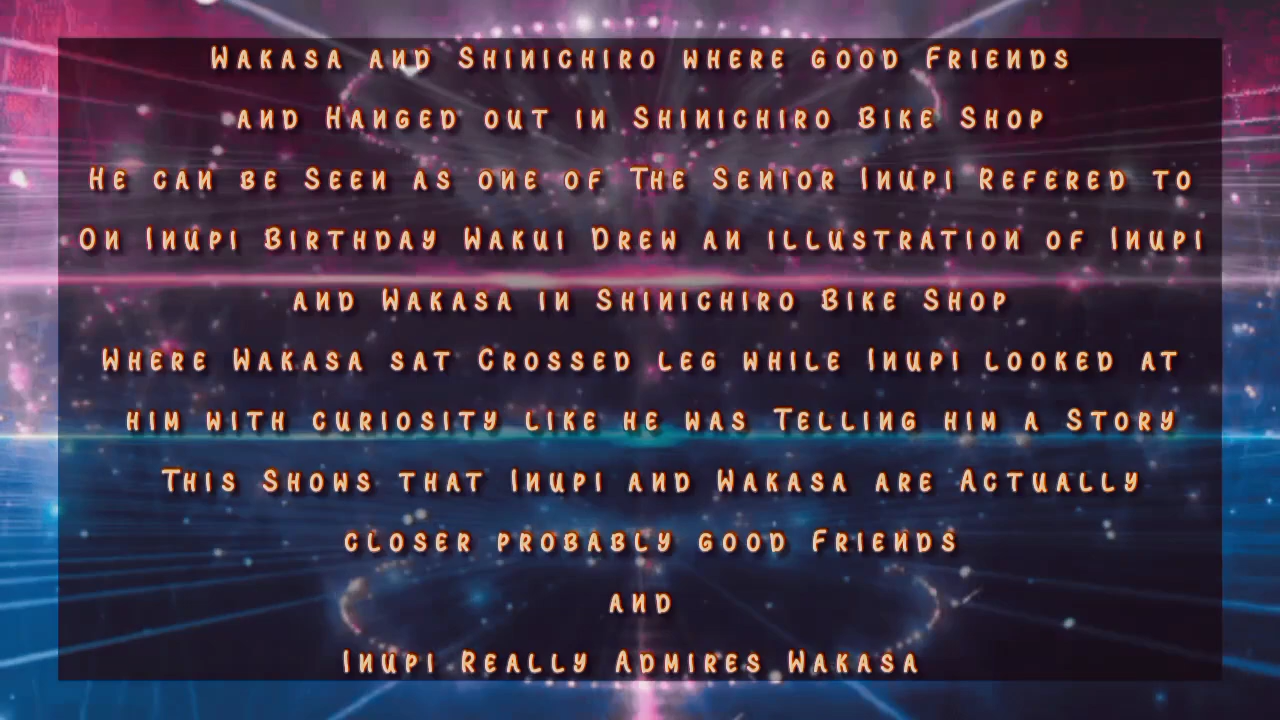 Wakasa and Shinichiro where good Friends
and Hanged out in Shinichiro Bike Shop
He can be Seen as one of The Senior Inupi Refered to
On Inupi Birthday Wakui Drew an illustration of Inupi
and Wakasa in Shinichiro Bike Shop
Where Wakasa sat Crossed leg while Inupi looked at
him with curiosity like he was Telling him a Story
This Shows that Inupi and Wakasa are Actually
closer probably good Friends
and
Inupi Really Admires Wakasa